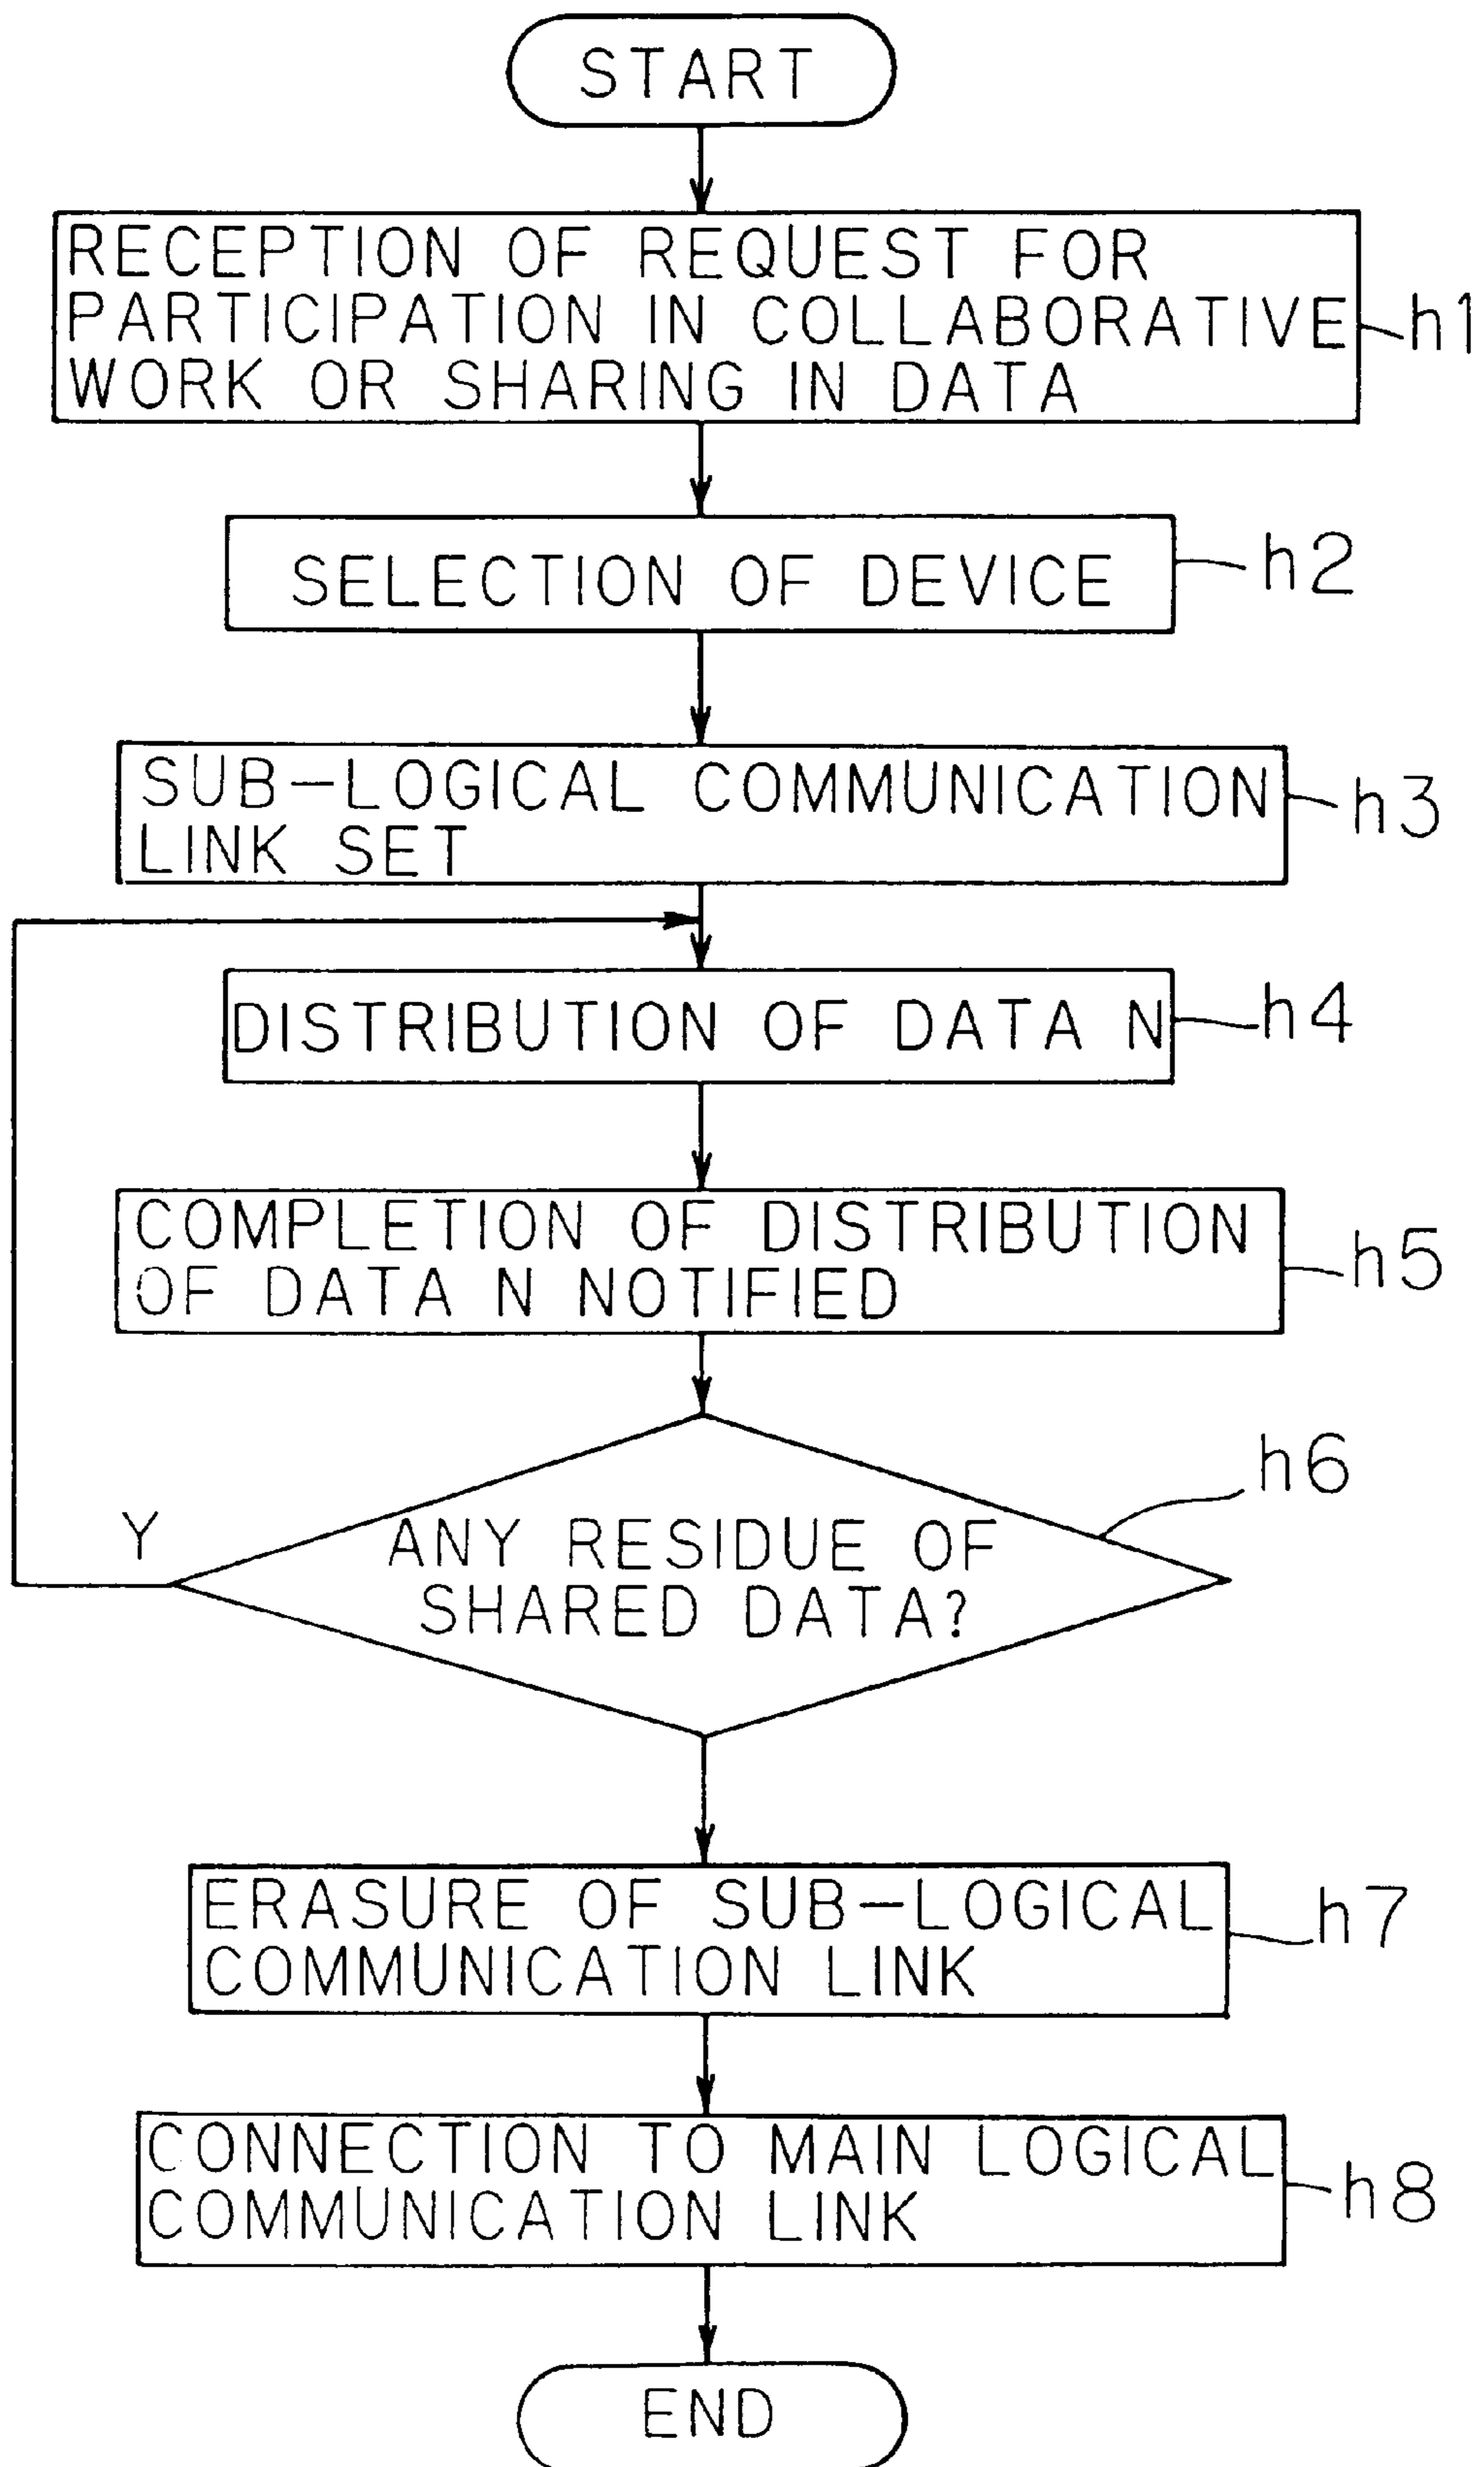 START
RECEPTION OF REQUEST FOR
PARTICIPATION IN COLLABORATIVE
WORK OR SHARING IN DATA
h1
SELECTION OF DEVICE
h2
SUB-LOGICAL COMMUNICATION
LINK SET
h3
DISTRIBUTION OF DATA N
h4
COMPLETION OF DISTRIBUTION
OF DATA N NOTIFIED
h5
h6
Y
ANY RESIDUE OF
SHARED DATA?
ERASURE OF SUB-LOGICAL
COMMUNICATION LINK
h7
CONNECTION TO MAIN LOGICAL
COMMUNICATION LINK
h8
END